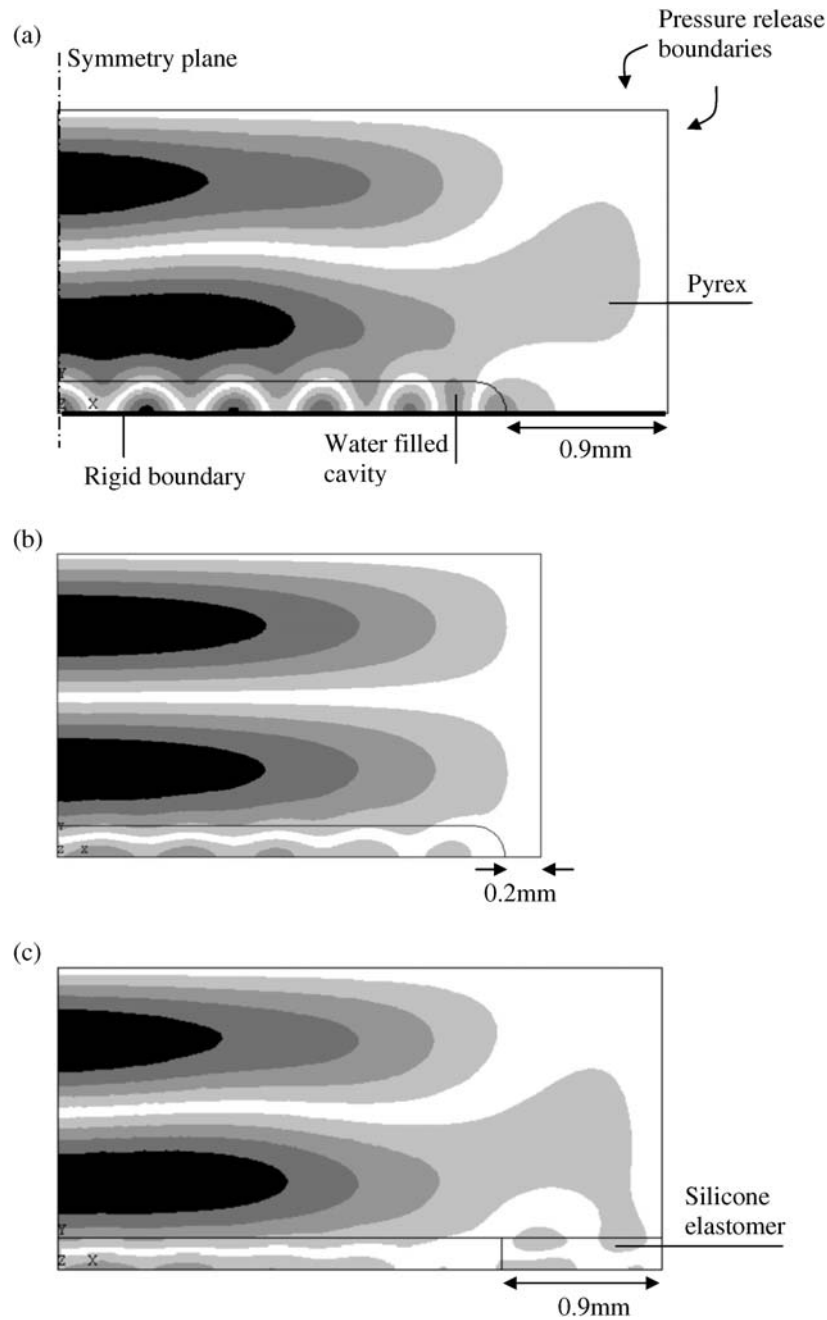 (a)
Symmetry plane
Pressure release
boundaries
Pyrex
Y
Z X
Rigid boundary
Water filled
cavity
0.9mm
(b)
Y
Z X
0.2mm
(c)
Silicone
elastomer
Y
Z X
0.9mm